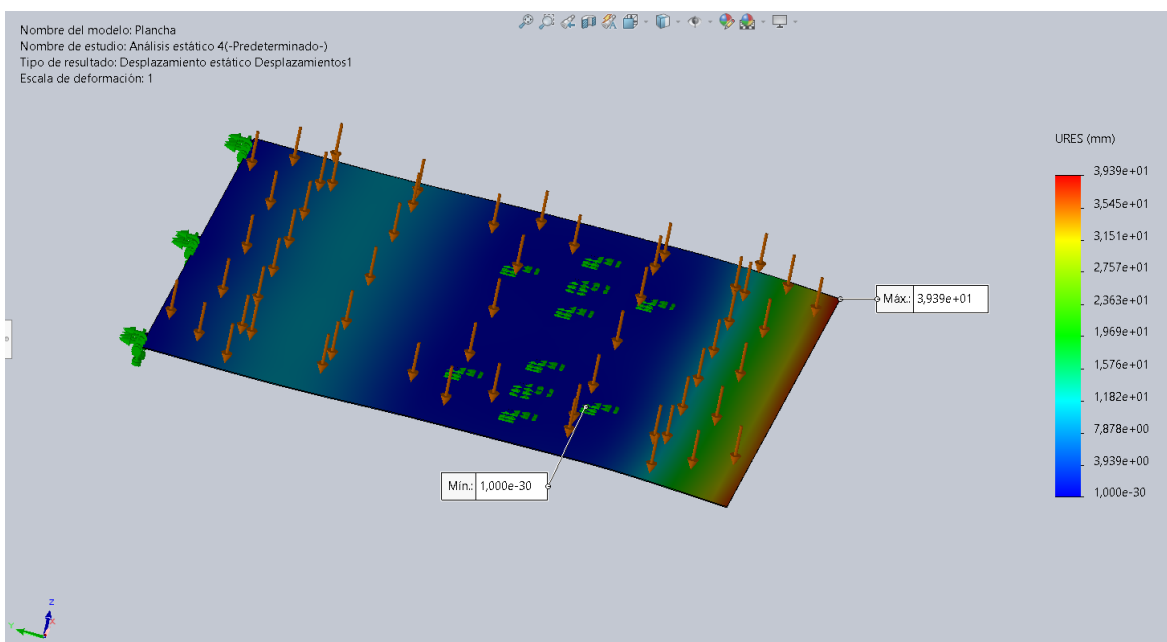 Nombre del modelo: Plancha
Nombre de estudio: Análisis estático 4(-Predeterminado-)
Tipo de resultado: Desplazamiento estático Desplazamientos1
Escala de deformación: 1
URES (mm)
3,939e+01
3,545e+01
3,151e+01
2,757e+01
2,363e+01
1,969e+01
1,576e+01
1,182e+01
7,878e+00
3,939e+00
1,000e-30
Máx.: 3,939e+01
Mín.: 1,000e-30
Z
Y
X